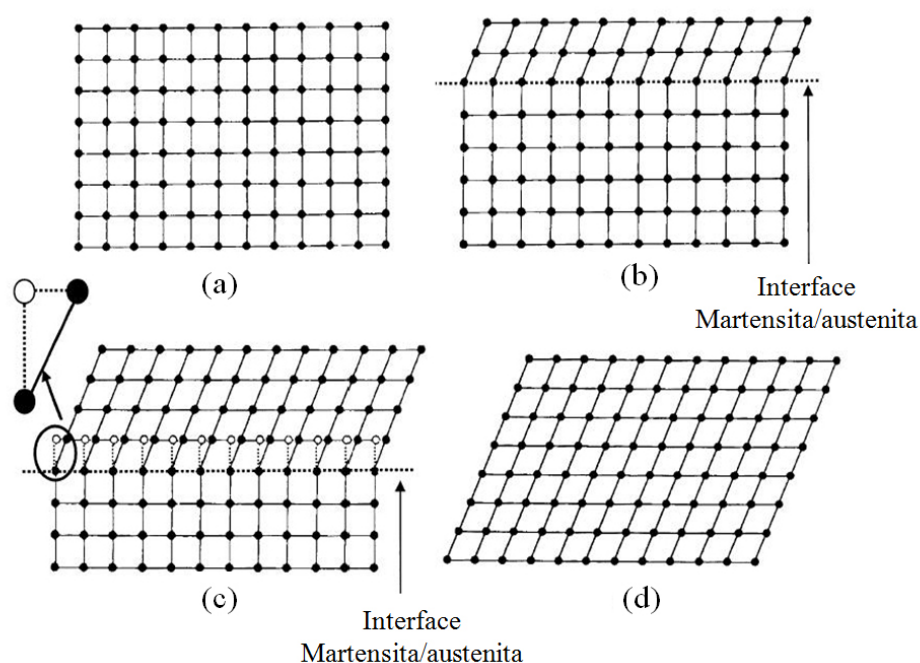 (a)
(b)
Interface
Martensita/austenita
(c)
(d)
Interface
Martensita/austenita